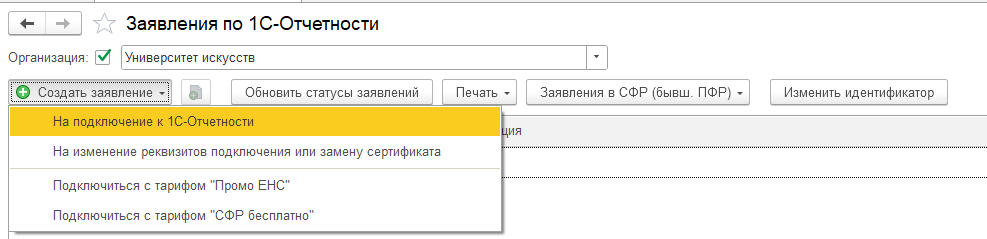 Заявления по 1С-Отчетности
Организация: Университет искусств
Создать заявление Обновить статусы заявлений Печать Заявления в СФР (бывш. ПФР) Изменить идентификатор
На подключение к 1С-Отчетности
На изменение реквизитов подключения или замену сертификата
Подключиться с тарифом "Промо ЕНС"
Подключиться с тарифом "СФР бесплатно"